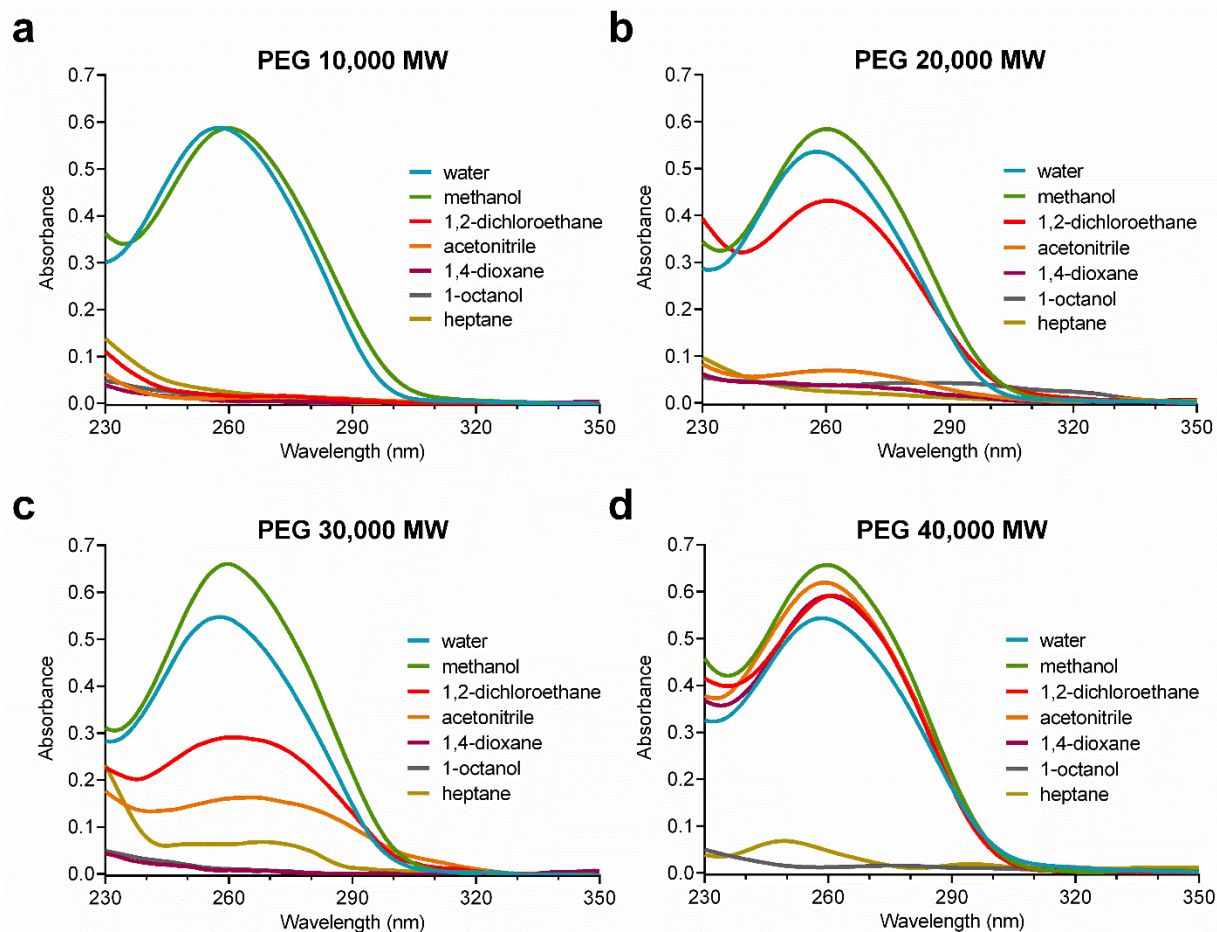 a
PEG 10,000 MW
0.7
0.6
0.5
0.4
0.3
0.2
0.1
0.0
Absorbance
water
methanol
1,2-dichloroethane
acetonitrile
1,4-dioxane
1-octanol
heptane
230 260 290 320 350
Wavelength (nm)
b
PEG 20,000 MW
0.7
0.6
0.5
0.4
0.3
0.2
0.1
0.0
Absorbance
water
methanol
1,2-dichloroethane
acetonitrile
1,4-dioxane
1-octanol
heptane
230 260 290 320 350
Wavelength (nm)
c
PEG 30,000 MW
0.7
0.6
0.5
0.4
0.3
0.2
0.1
0.0
Absorbance
water
methanol
1,2-dichloroethane
acetonitrile
1,4-dioxane
1-octanol
heptane
230 260 290 320 350
Wavelength (nm)
d
PEG 40,000 MW
0.7
0.6
0.5
0.4
0.3
0.2
0.1
0.0
Absorbance
water
methanol
1,2-dichloroethane
acetonitrile
1,4-dioxane
1-octanol
heptane
230 260 290 320 350
Wavelength (nm)